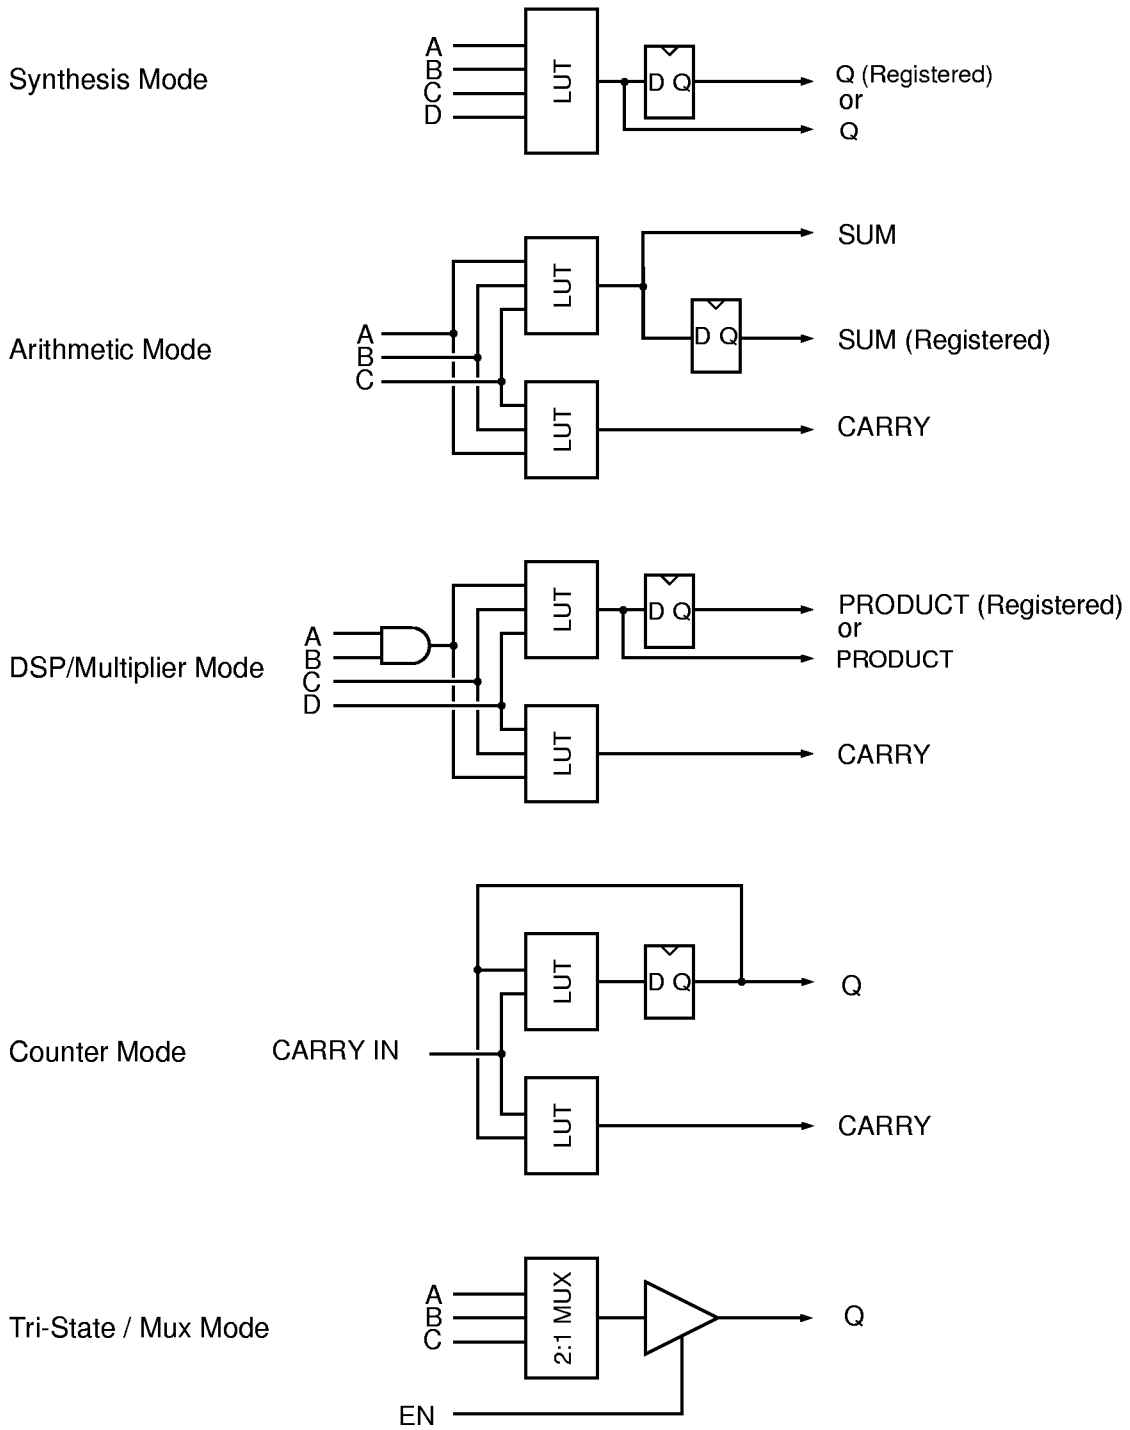 Synthesis Mode
A
B
C
D
LUT
D Q
Q (Registered)
or
Q
Arithmetic Mode
A
B
C
LUT
LUT
D Q
SUM
SUM (Registered)
CARRY
DSP/Multiplier Mode
A
B
C
D
LUT
LUT
D Q
PRODUCT (Registered)
or
PRODUCT
CARRY
Counter Mode
CARRY IN
LUT
LUT
D Q
Q
CARRY
Tri-State / Mux Mode
A
B
C
EN
2:1 MUX
Q